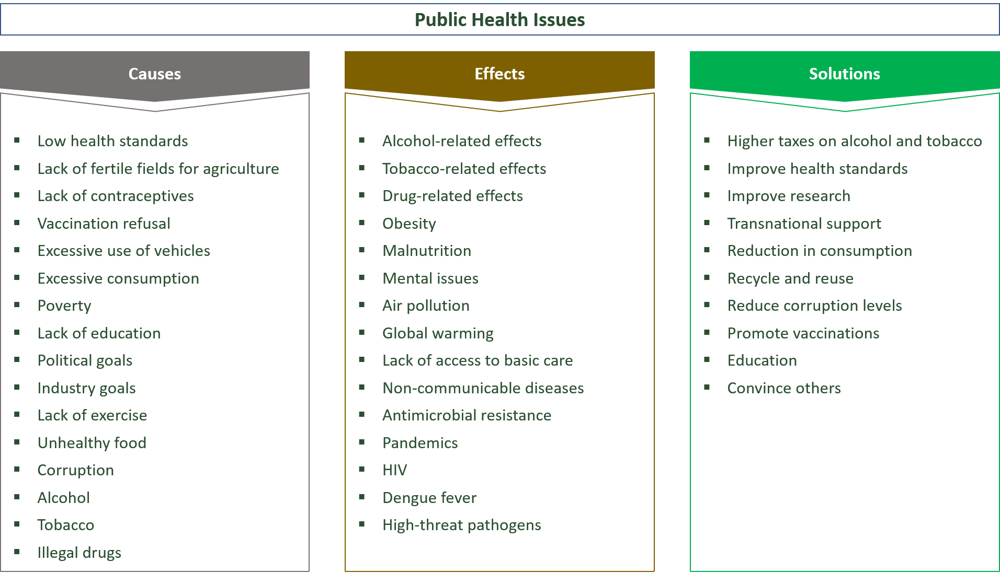 Public Health Issues
Causes
Low health standards
Lack of fertile fields for agriculture
Lack of contraceptives
Vaccination refusal
Excessive use of vehicles
Excessive consumption
Poverty
Lack of education
Political goals
Industry goals
Lack of exercise
Unhealthy food
Corruption
Alcohol
Tobacco
Illegal drugs
Effects
Alcohol-related effects
Tobacco-related effects
Drug-related effects
Obesity
Malnutrition
Mental issues
Air pollution
Global warming
Lack of access to basic care
Non-communicable diseases
Antimicrobial resistance
Pandemics
HIV
Dengue fever
High-threat pathogens
Solutions
Higher taxes on alcohol and tobacco
Improve health standards
Improve research
Transnational support
Reduction in consumption
Recycle and reuse
Reduce corruption levels
Promote vaccinations
Education
Convince others